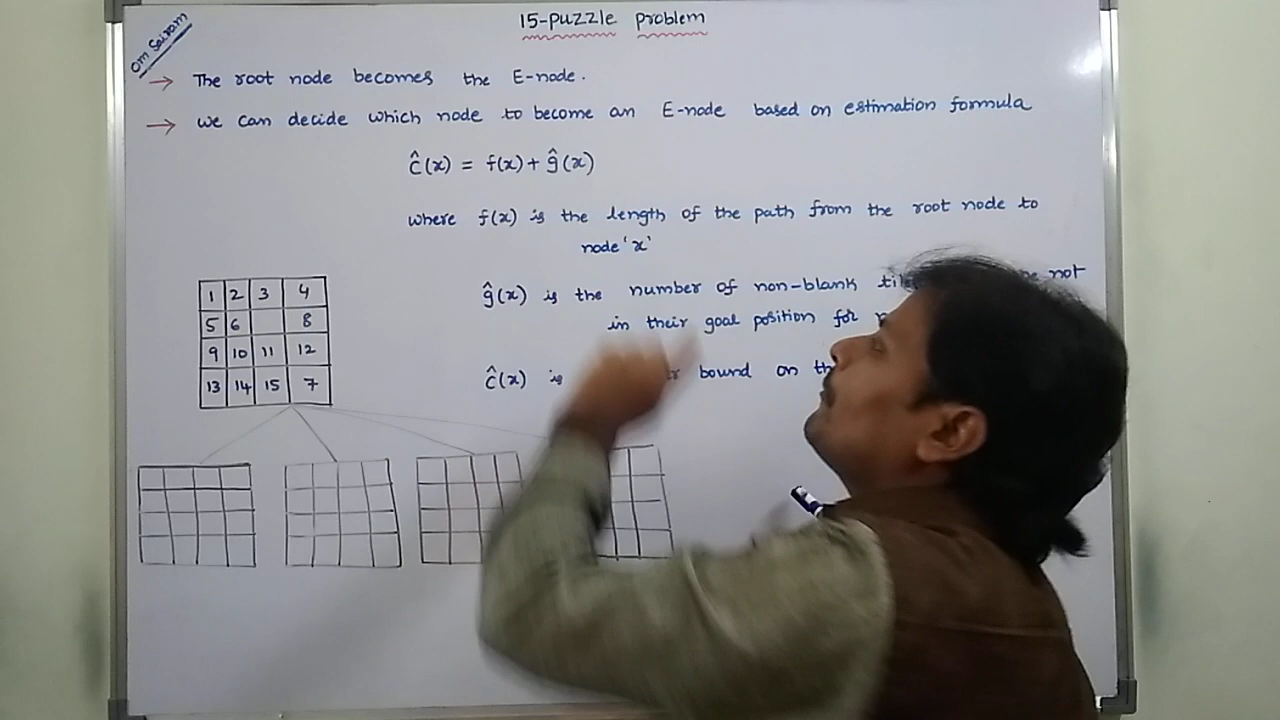 15-puzzle problem
Om Sairam
→ The root node becomes the E-node.
→ we can decide which node to become an E-node based on estimation formula
ĉ(x) = f(x) + ĝ(x)
where f(x) is the length of the path from the root node to
node 'x'
ĝ(x) is the number of non-blank not
in their goal position for
ĉ(x) is bound on
1 2 3 4
5 6 8
9 10 11 12
13 14 15 7